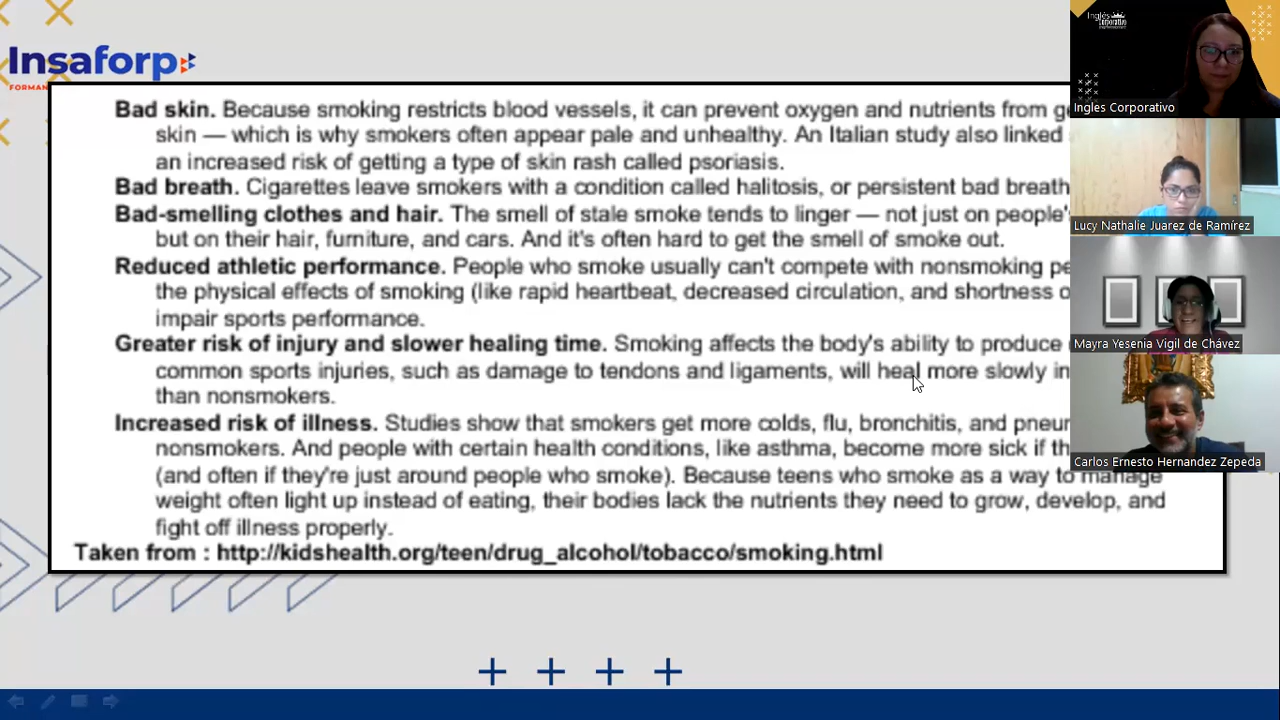 Insaforp
FORMAN
Bad skin. Because smoking restricts blood vessels, it can prevent oxygen and nutrients from ge
skin — which is why smokers often appear pale and unhealthy. An Italian study also linked
an increased risk of getting a type of skin rash called psoriasis.
Bad breath. Cigarettes leave smokers with a condition called halitosis, or persistent bad breath
Bad-smelling clothes and hair. The smell of stale smoke tends to linger — not just on people's
but on their hair, furniture, and cars. And it's often hard to get the smell of smoke out.
Reduced athletic performance. People who smoke usually can't compete with nonsmoking pe
the physical effects of smoking (like rapid heartbeat, decreased circulation, and shortness o
impair sports performance.
Greater risk of injury and slower healing time. Smoking affects the body's ability to produce
common sports injuries, such as damage to tendons and ligaments, will heal more slowly in
than nonsmokers.
Increased risk of illness. Studies show that smokers get more colds, flu, bronchitis, and pneur
nonsmokers. And people with certain health conditions, like asthma, become more sick if th
(and often if they're just around people who smoke). Because teens who smoke as a way to manage
weight often light up instead of eating, their bodies lack the nutrients they need to grow, develop, and
fight off illness properly.
Taken from : http://kidshealth.org/teen/drug_alcohol/tobacco/smoking.html
Inglés
Corporativo
Ingles Corporativo
Lucy Nathalie Juarez de Ramírez
Mayra Yesenia Vigil de Chávez
Carlos Ernesto Hernandez Zepeda